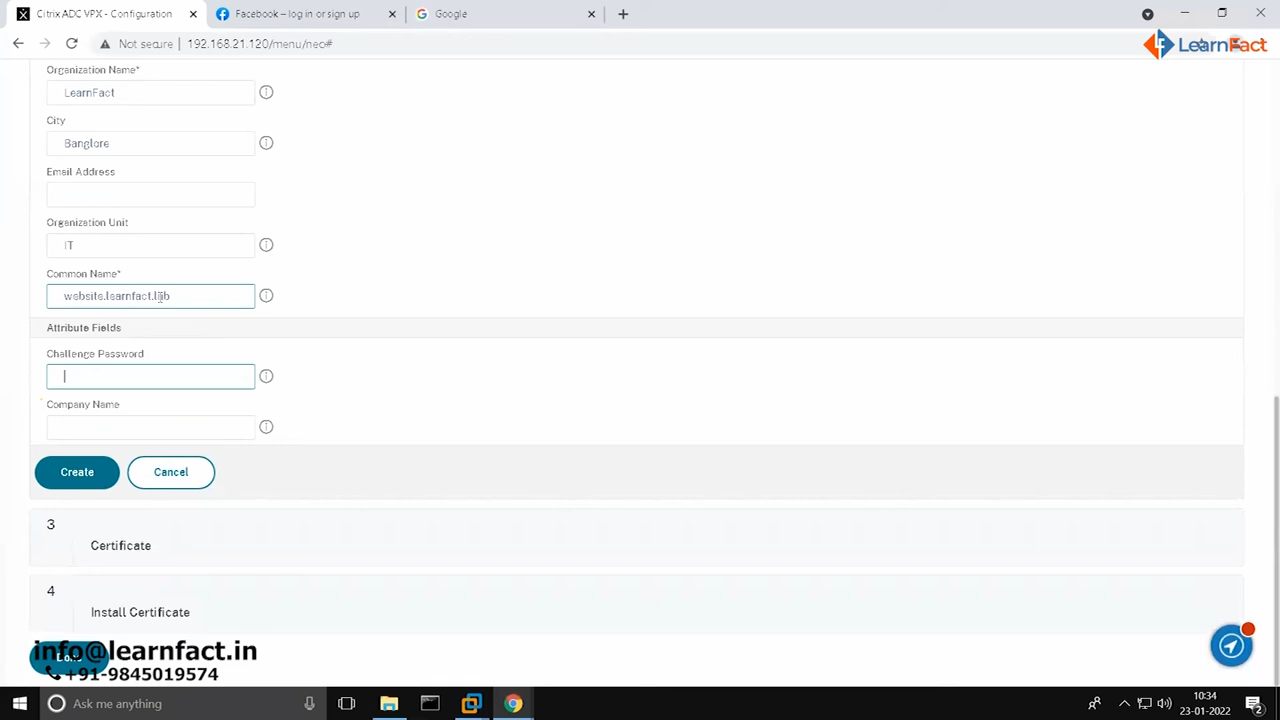 Citrix ADC VPX - Configuration
Facebook – log in or sign up
Google
Not secure
192.168.21.120/menu/neo#
LearnFact
Organization Name*
LearnFact
City
Banglore
Email Address
Organization Unit
IT
Common Name*
website.learnfact.lab
Attribute Fields
Challenge Password
Company Name
Create
Cancel
3
Certificate
4
Install Certificate
Done
info@learnfact.in
+91-9845019574
Ask me anything
10:34
23-01-2022
2